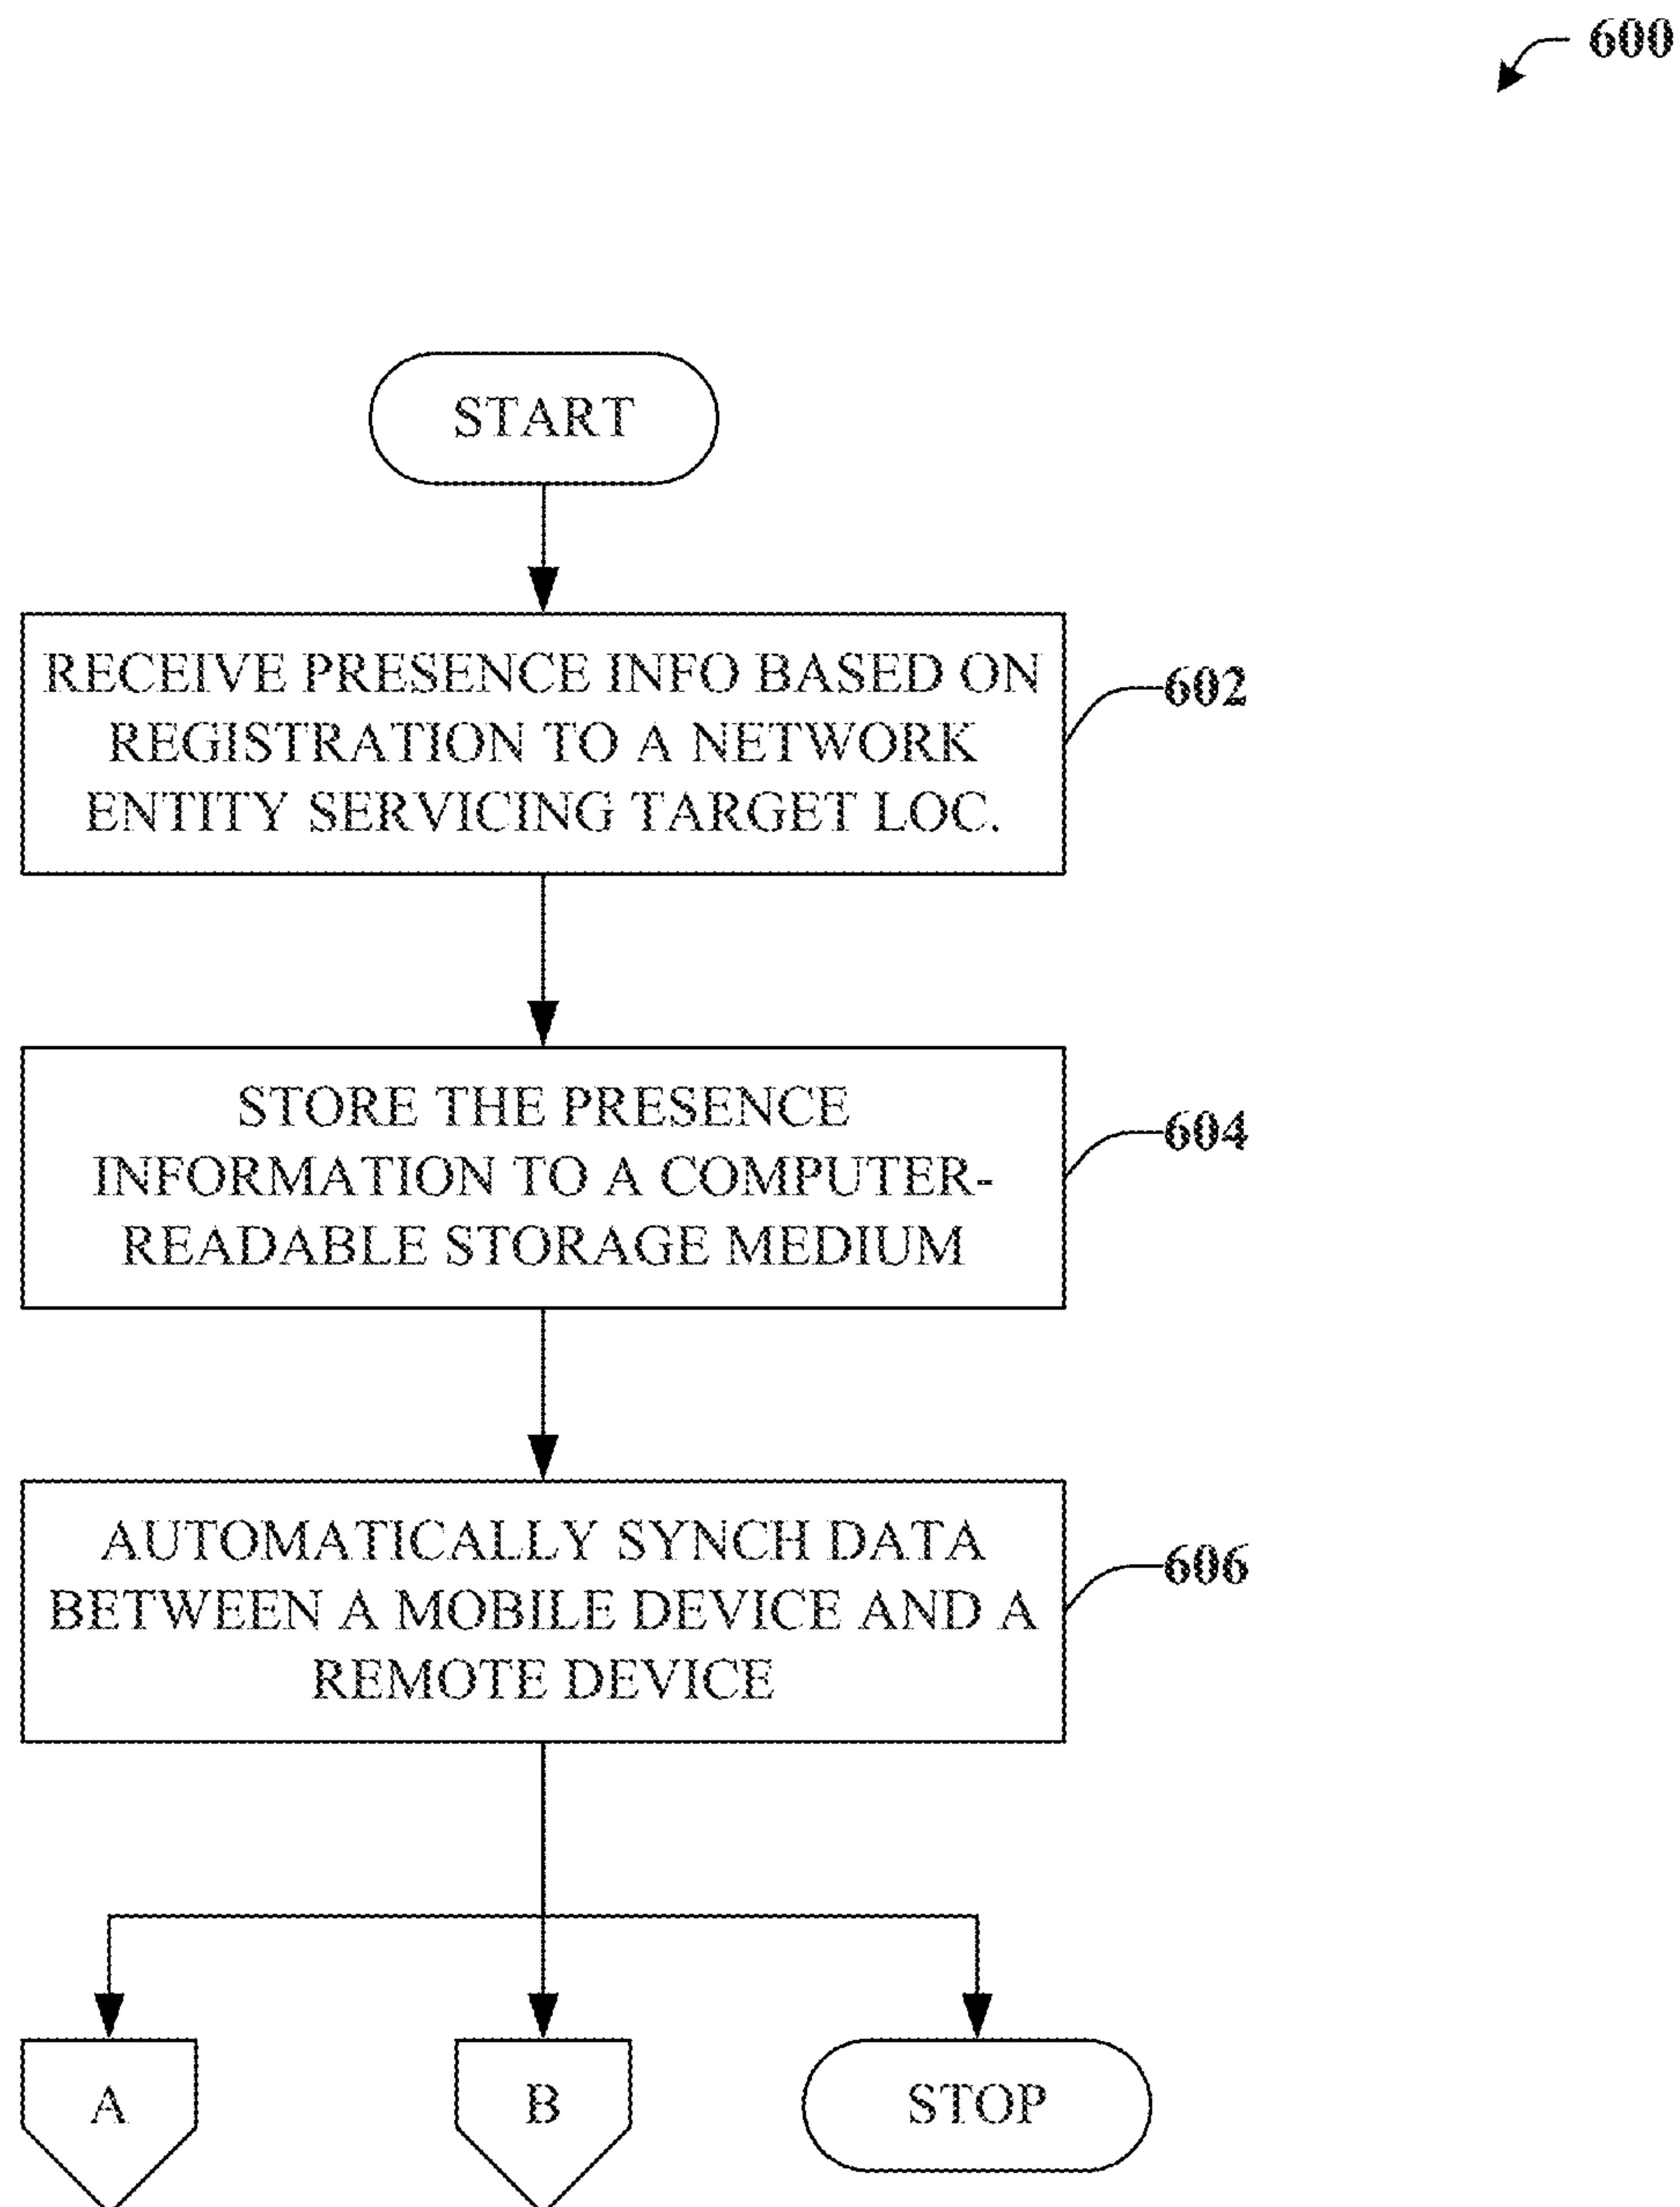 600
START
RECEIVE PRESENCE INFO BASED ON
REGISTRATION TO A NETWORK
ENTITY SERVICING TARGET LOC.
602
STORE THE PRESENCE
INFORMATION TO A COMPUTER-
READABLE STORAGE MEDIUM
604
AUTOMATICALLY SYNCH DATA
BETWEEN A MOBILE DEVICE AND A
REMOTE DEVICE
606
A
B
STOP